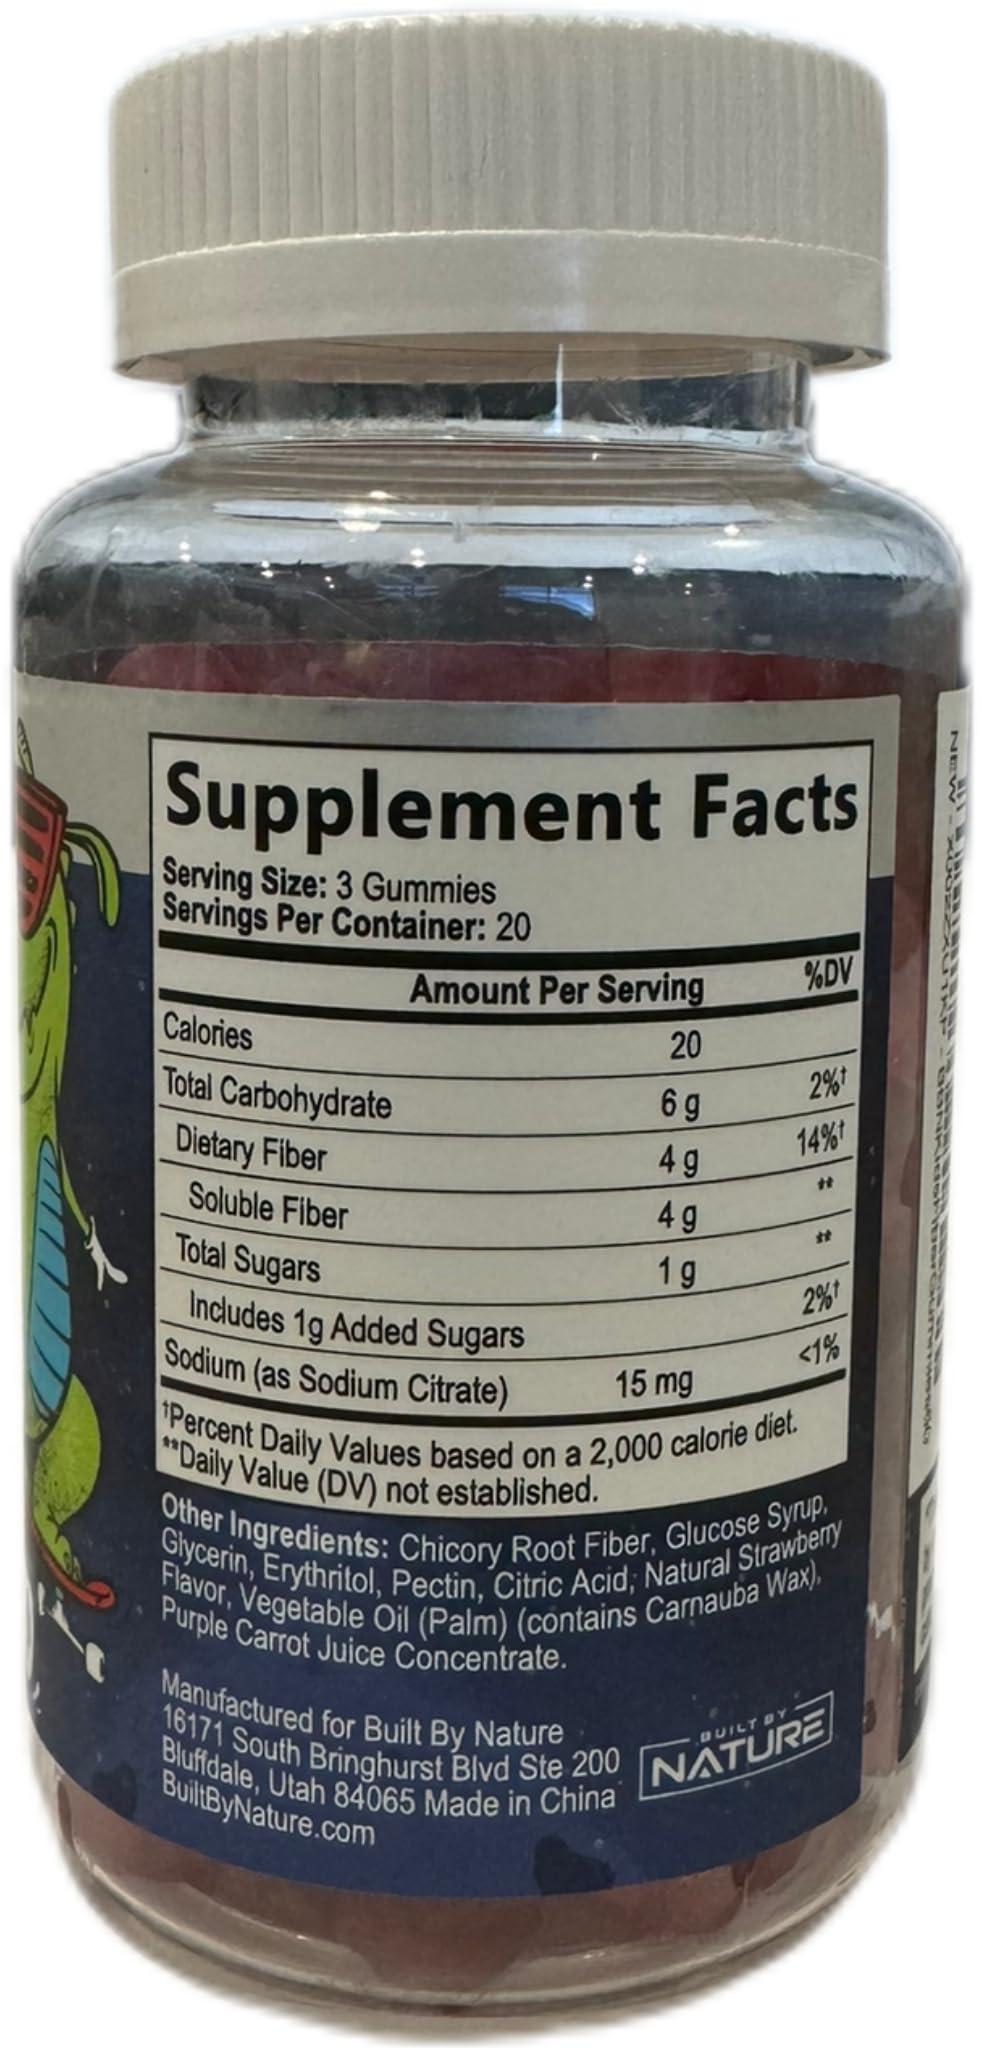 Supplement Facts
Serving Size: 3 Gummies
Servings Per Container: 20
Amount Per Serving %DV
Calories 20
Total Carbohydrate 6 g 2%†
Dietary Fiber 4 g 14%†
Soluble Fiber 4 g **
Total Sugars 1 g **
Includes 1g Added Sugars 2%†
Sodium (as Sodium Citrate) 15 mg <1%
†Percent Daily Values based on a 2,000 calorie diet.
**Daily Value (DV) not established.
Other Ingredients: Chicory Root Fiber, Glucose Syrup,
Glycerin, Erythritol, Pectin, Citric Acid, Natural Strawberry
Flavor, Vegetable Oil (Palm) (contains Carnauba Wax),
Purple Carrot Juice Concentrate.
Manufactured for Built By Nature
16171 South Bringhurst Blvd Ste 200
Bluffdale, Utah 84065 Made in China
BuiltByNature.com
BUILT BY
NATURE
NEW